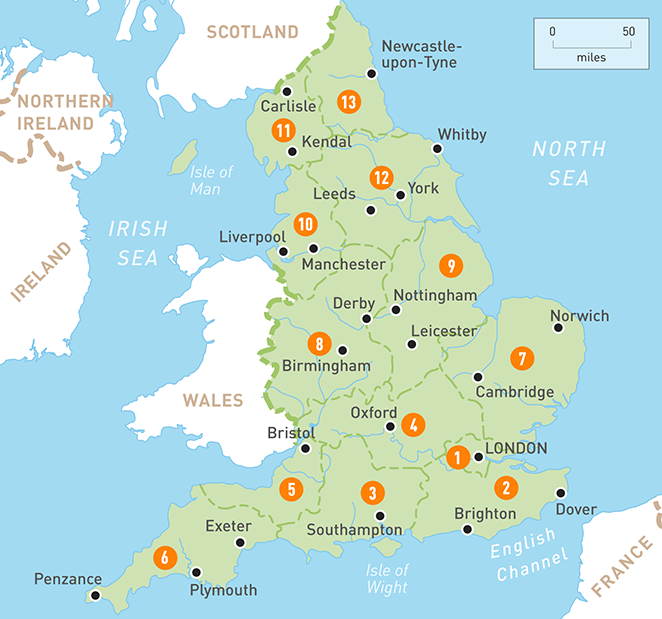 SCOTLAND
0 50
miles
Newcastle-
upon-Tyne
NORTHERN
IRELAND
Carlisle
13
11
Kendal
Whitby
NORTH
SEA
Isle of
Man
12
York
Leeds
10
IRISH
SEA
Liverpool
Manchester
9
IRELAND
Derby
Nottingham
Norwich
Leicester
8
Birmingham
7
Cambridge
WALES
Oxford
4
Bristol
LONDON
1
5
3
2
Southampton
Brighton
Dover
Exeter
English
Channel
6
Isle of
Wight
FRANCE
Penzance
Plymouth